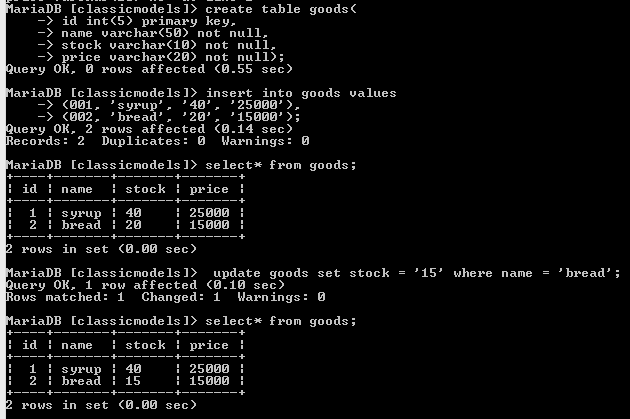 MariaDB [classicmodels]> create table goods(
    -> id int(5) primary key,
    -> name varchar(50) not null,
    -> stock varchar(10) not null,
    -> price varchar(20) not null);
Query OK, 0 rows affected (0.55 sec)
MariaDB [classicmodels]> insert into goods values
    -> (001, 'syrup', '40', '25000'),
    -> (002, 'bread', '20', '15000');
Query OK, 2 rows affected (0.14 sec)
Records: 2  Duplicates: 0  Warnings: 0
MariaDB [classicmodels]> select* from goods;
+----+-------+-------+-------+
| id | name  | stock | price |
+----+-------+-------+-------+
|  1 | syrup | 40    | 25000 |
|  2 | bread | 20    | 15000 |
+----+-------+-------+-------+
2 rows in set (0.00 sec)
MariaDB [classicmodels]>  update goods set stock = '15' where name = 'bread';
Query OK, 1 row affected (0.10 sec)
Rows matched: 1  Changed: 1  Warnings: 0
MariaDB [classicmodels]> select* from goods;
+----+-------+-------+-------+
| id | name  | stock | price |
+----+-------+-------+-------+
|  1 | syrup | 40    | 25000 |
|  2 | bread | 15    | 15000 |
+----+-------+-------+-------+
2 rows in set (0.00 sec)